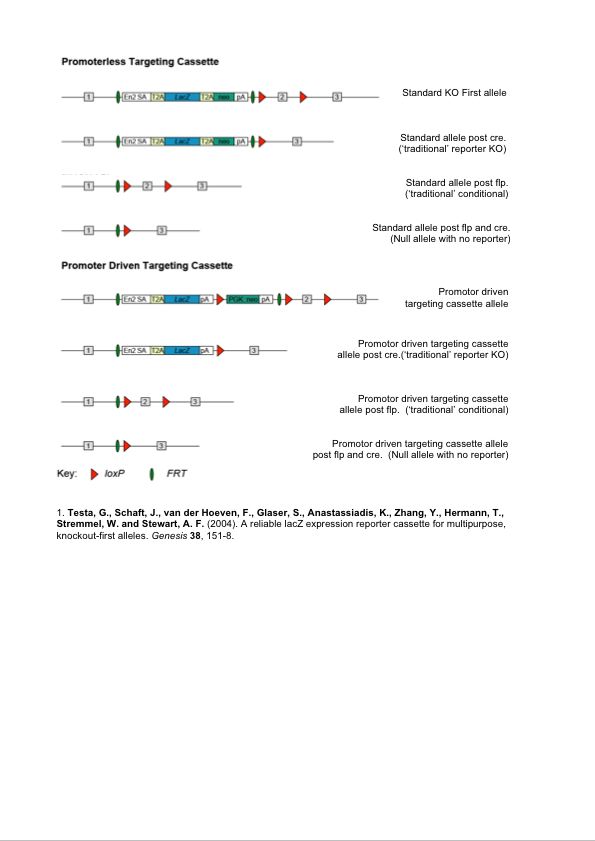 Promoterless Targeting Cassette
1 En2 SA T2A LacZ T2A neo pA 2 3
Standard KO First allele
1 En2 SA T2A LacZ T2A neo pA 3
Standard allele post cre.
(‘traditional’ reporter KO)
1 2 3
Standard allele post flp.
(‘traditional’ conditional)
1 3
Standard allele post flp and cre.
(Null allele with no reporter)
Promoter Driven Targeting Cassette
1 En2 SA T2A LacZ pA PGK neo pA 2 3
Promotor driven
targeting cassette allele
1 En2 SA T2A LacZ pA 3
Promotor driven targeting cassette
allele post cre.(‘traditional’ reporter KO)
1 2 3
Promotor driven targeting cassette
allele post flp. (‘traditional’ conditional)
1 3
Promotor driven targeting cassette allele
post flp and cre. (Null allele with no reporter)
Key: loxP FRT
1. Testa, G., Schaft, J., van der Hoeven, F., Glaser, S., Anastassiadis, K., Zhang, Y., Hermann, T.,
Stremmel, W. and Stewart, A. F. (2004). A reliable lacZ expression reporter cassette for multipurpose,
knockout-first alleles. Genesis 38, 151-8.